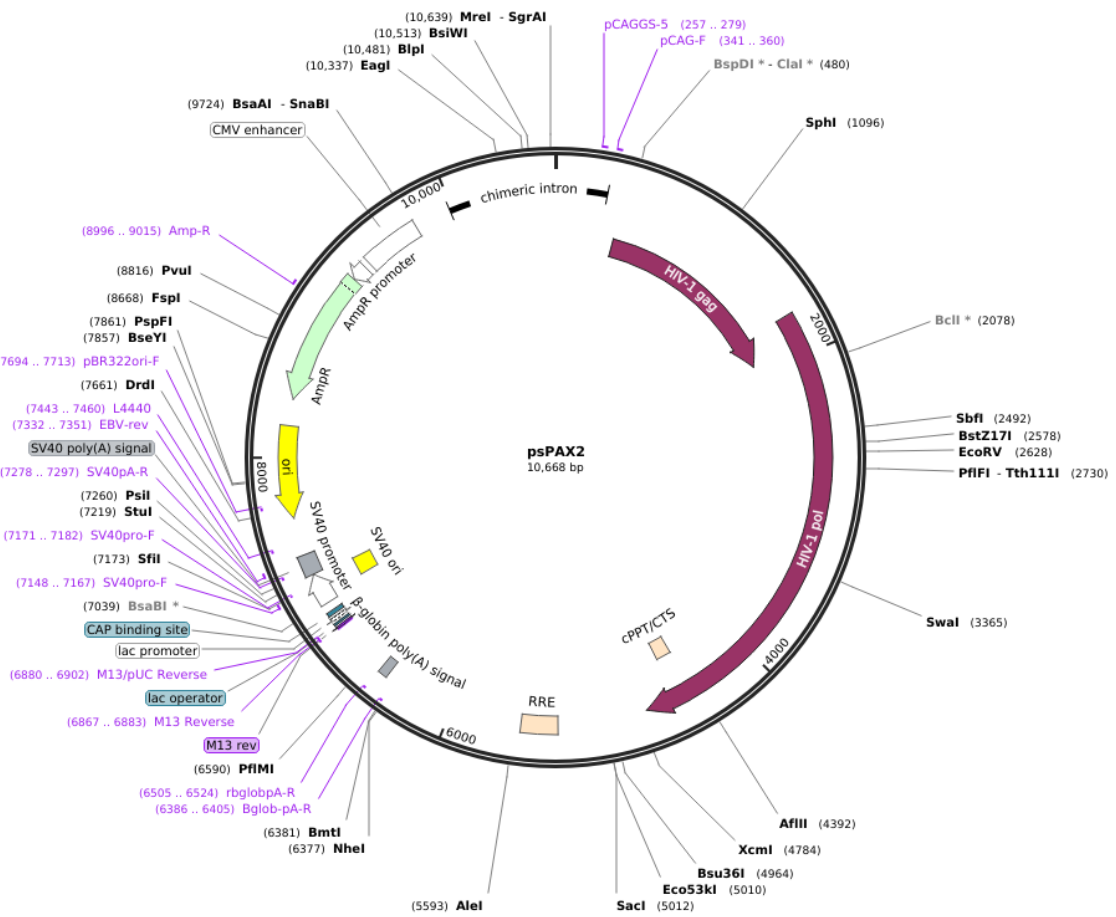 (10,639) MreI - SgrAI
(10,513) BsiWI
(10,481) BlpI
(10,337) EagI
pCAGGS-5 (257 .. 279)
pCAG-F (341 .. 360)
BspDI * - ClaI * (480)
(9724) BsaAI - SnaBI
CMV enhancer
SphI (1096)
10,000
chimeric intron
(8996 .. 9015) Amp-R
(8816) PvuI
(8668) FspI
(7861) PspFI
(7857) BseYI
7694 .. 7713) pBR322ori-F
(7661) DrdI
(7443 .. 7460) L4440
(7332 .. 7351) EBV-rev
SV40 poly(A) signal
(7278 .. 7297) SV40pA-R
(7260) PsiI
(7219) StuI
(7171 .. 7182) SV40pro-F
(7173) SfiI
(7148 .. 7167) SV40pro-F
(7039) BsaBI *
CAP binding site
lac promoter
(6880 .. 6902) M13/pUC Reverse
lac operator
(6867 .. 6883) M13 Reverse
M13 rev
(6590) PflMI
(6505 .. 6524) rbglobpA-R
(6386 .. 6405) Bglob-pA-R
(6381) BmtI
(6377) NheI
AmpR promoter
AmpR
ori
8000
SV40 promoter
SV40 ori
β-globin poly(A) signal
6000
RRE
cPPT/CTS
4000
HIV-1 gag
HIV-1 pol
2000
psPAX2
10,668 bp
BclI * (2078)
SbfI (2492)
BstZ17I (2578)
EcoRV (2628)
PflFI - Tth111I (2730)
SwaI (3365)
AflII (4392)
XcmI (4784)
Bsu36I (4964)
Eco53kI (5010)
SacI (5012)
(5593) AleI